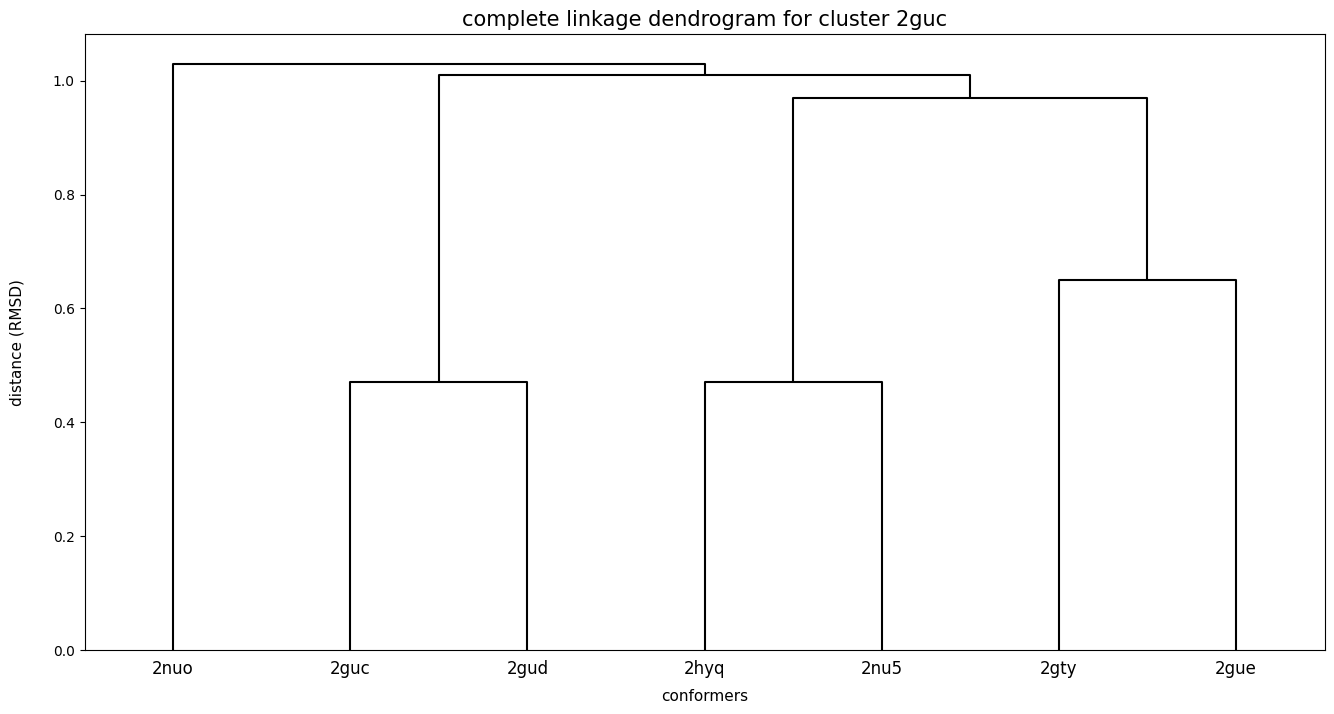 complete linkage dendrogram for cluster 2guc
1.0
0.8
0.6
0.4
0.2
0.0
distance (RMSD)
2nuo 2guc 2gud 2hyq 2nu5 2gty 2gue
conformers